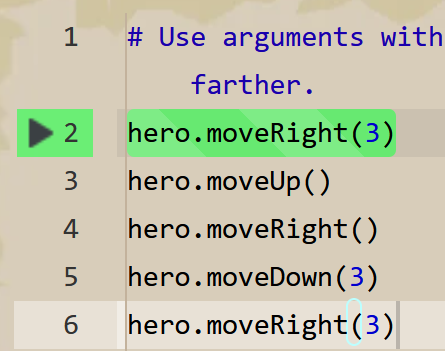 1 # Use arguments with
farther.
2 hero.moveRight(3)
3 hero.moveUp()
4 hero.moveRight()
5 hero.moveDown(3)
6 hero.moveRight(3)